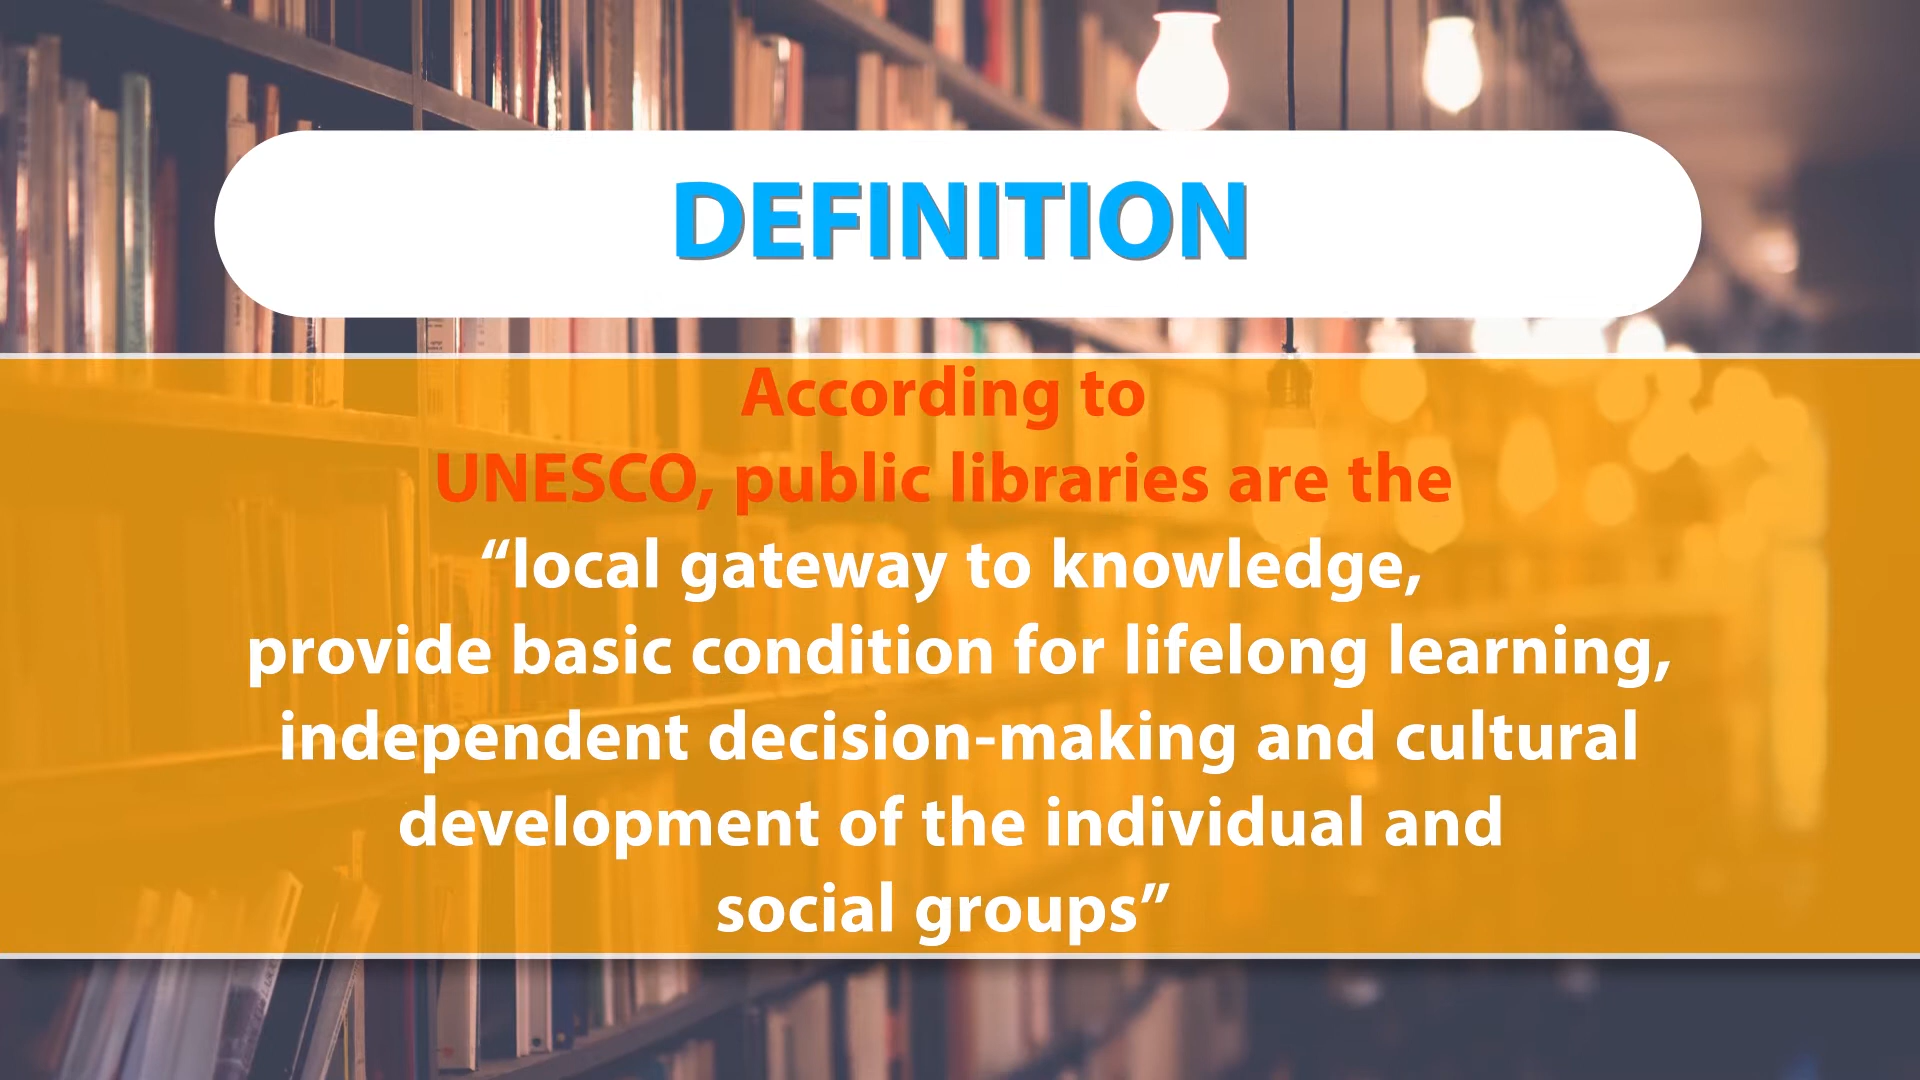 DEFINITION
According to
UNESCO, public libraries are the
“local gateway to knowledge,
provide basic condition for lifelong learning,
independent decision-making and cultural
development of the individual and
social groups”